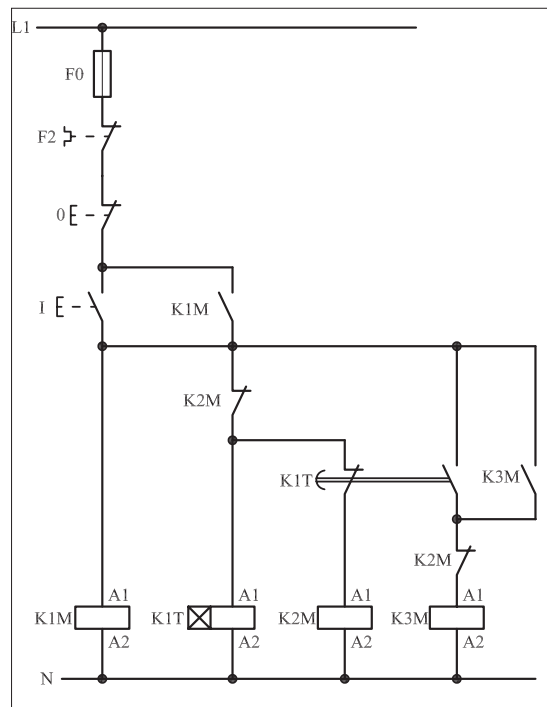 L1
F0
F2
0
I
K1M
K2M
K1T
K3M
K2M
A1 A1 A1 A1
K1M K1T K2M K3M
A2 A2 A2 A2
N